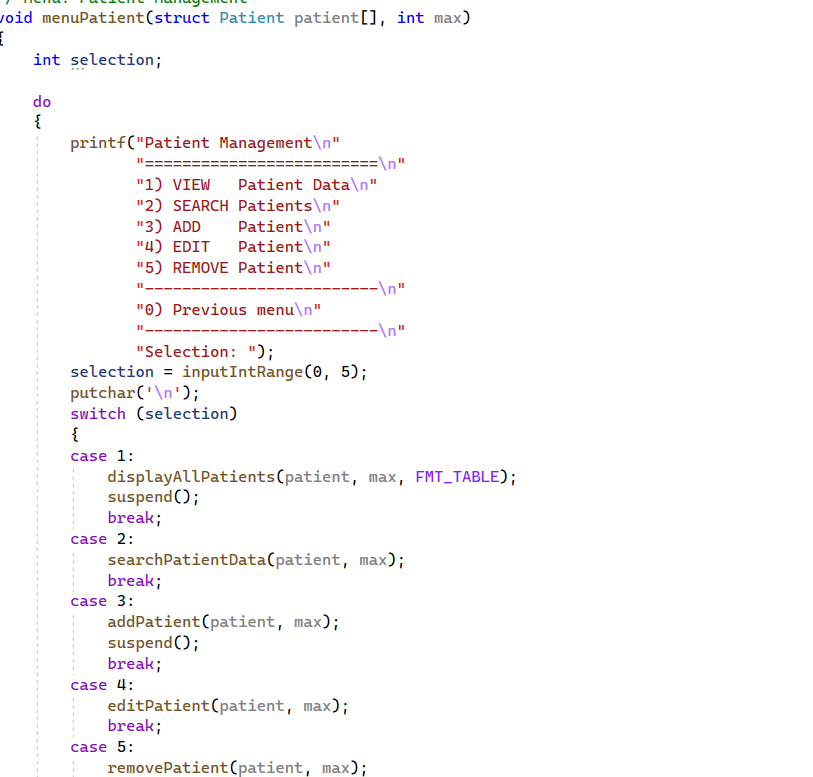 / Menu: Patient Management
void menuPatient(struct Patient patient[], int max)
{
    int selection;

    do
    {
        printf("Patient Management\n"
               "=========================\n"
               "1) VIEW   Patient Data\n"
               "2) SEARCH Patients\n"
               "3) ADD    Patient\n"
               "4) EDIT   Patient\n"
               "5) REMOVE Patient\n"
               "-------------------------\n"
               "0) Previous menu\n"
               "-------------------------\n"
               "Selection: ");
        selection = inputIntRange(0, 5);
        putchar('\n');
        switch (selection)
        {
        case 1:
            displayAllPatients(patient, max, FMT_TABLE);
            suspend();
            break;
        case 2:
            searchPatientData(patient, max);
            break;
        case 3:
            addPatient(patient, max);
            suspend();
            break;
        case 4:
            editPatient(patient, max);
            break;
        case 5:
            removePatient(patient, max);